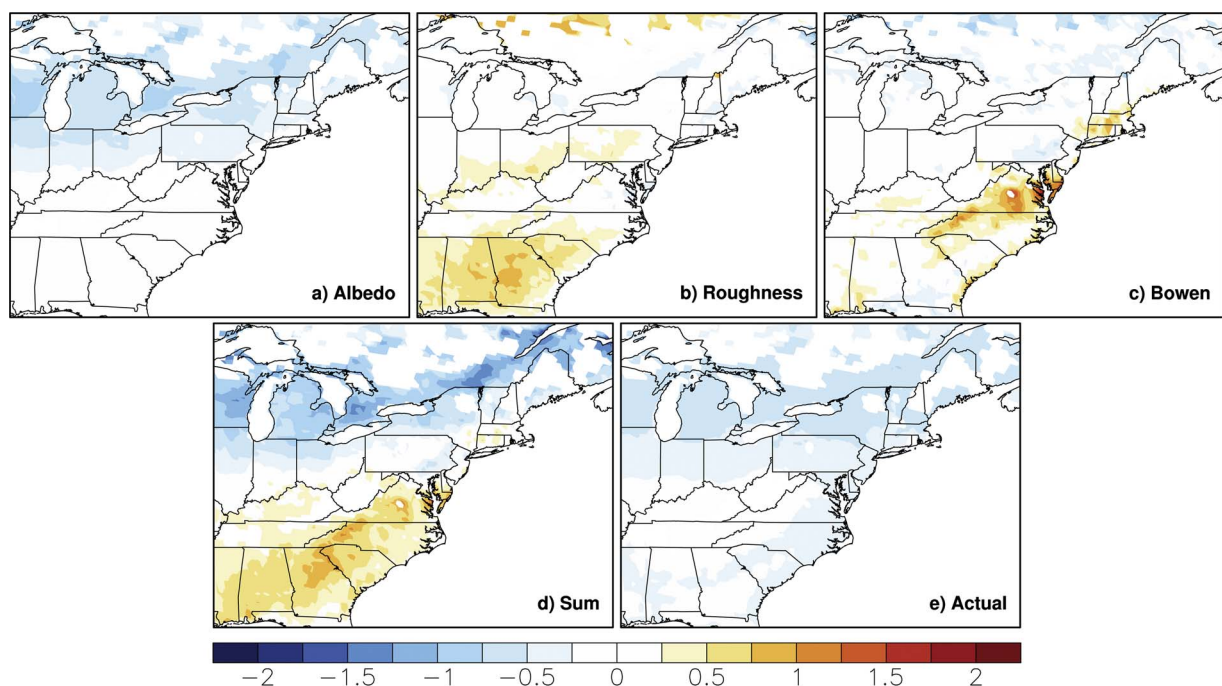 a) Albedo
b) Roughness
c) Bowen
d) Sum
e) Actual
−2 −1.5 −1 −0.5 0 0.5 1 1.5 2